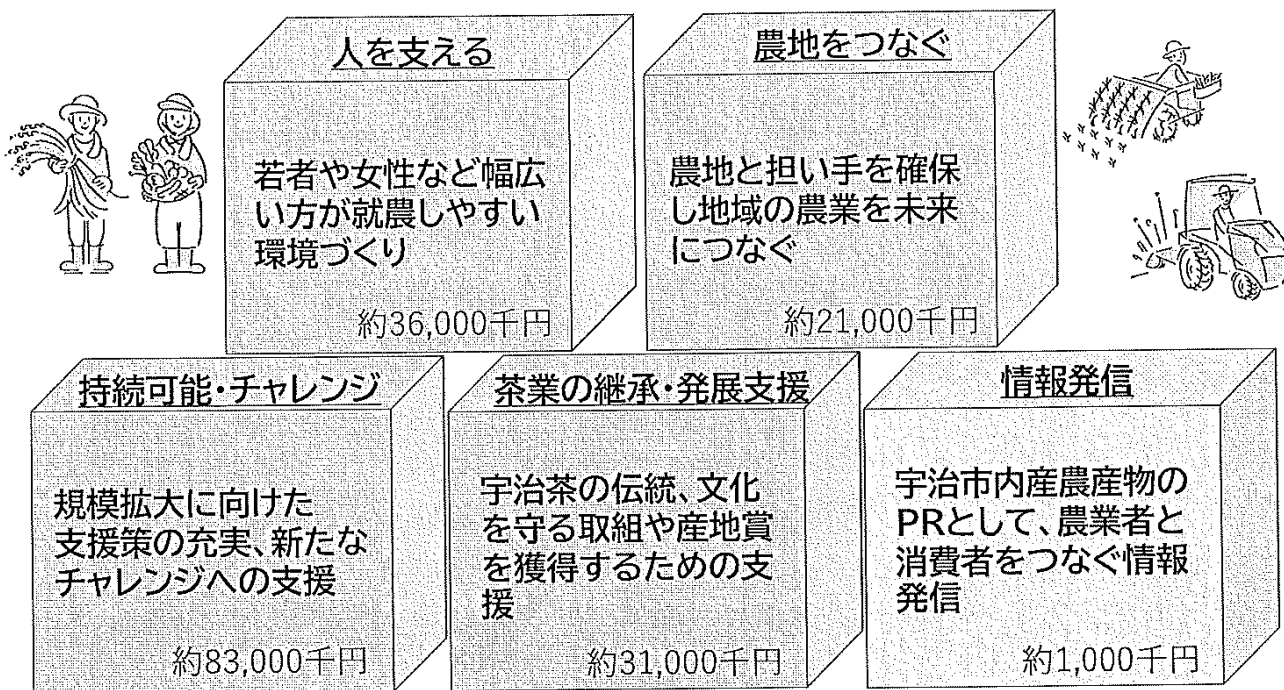 人を支える
若者や女性など幅広
い方が就農しやすい
環境づくり
約36,000千円
農地をつなぐ
農地と担い手を確保
し地域の農業を未来
につなぐ
約21,000千円
持続可能・チャレンジ
規模拡大に向けた
支援策の充実、新たな
チャレンジへの支援
約83,000千円
茶業の継承・発展支援
宇治茶の伝統、文化
を守る取組や産地賞
を獲得するための支
援
約31,000千円
情報発信
宇治市内産農産物の
PRとして、農業者と
消費者をつなぐ情報
発信
約1,000千円